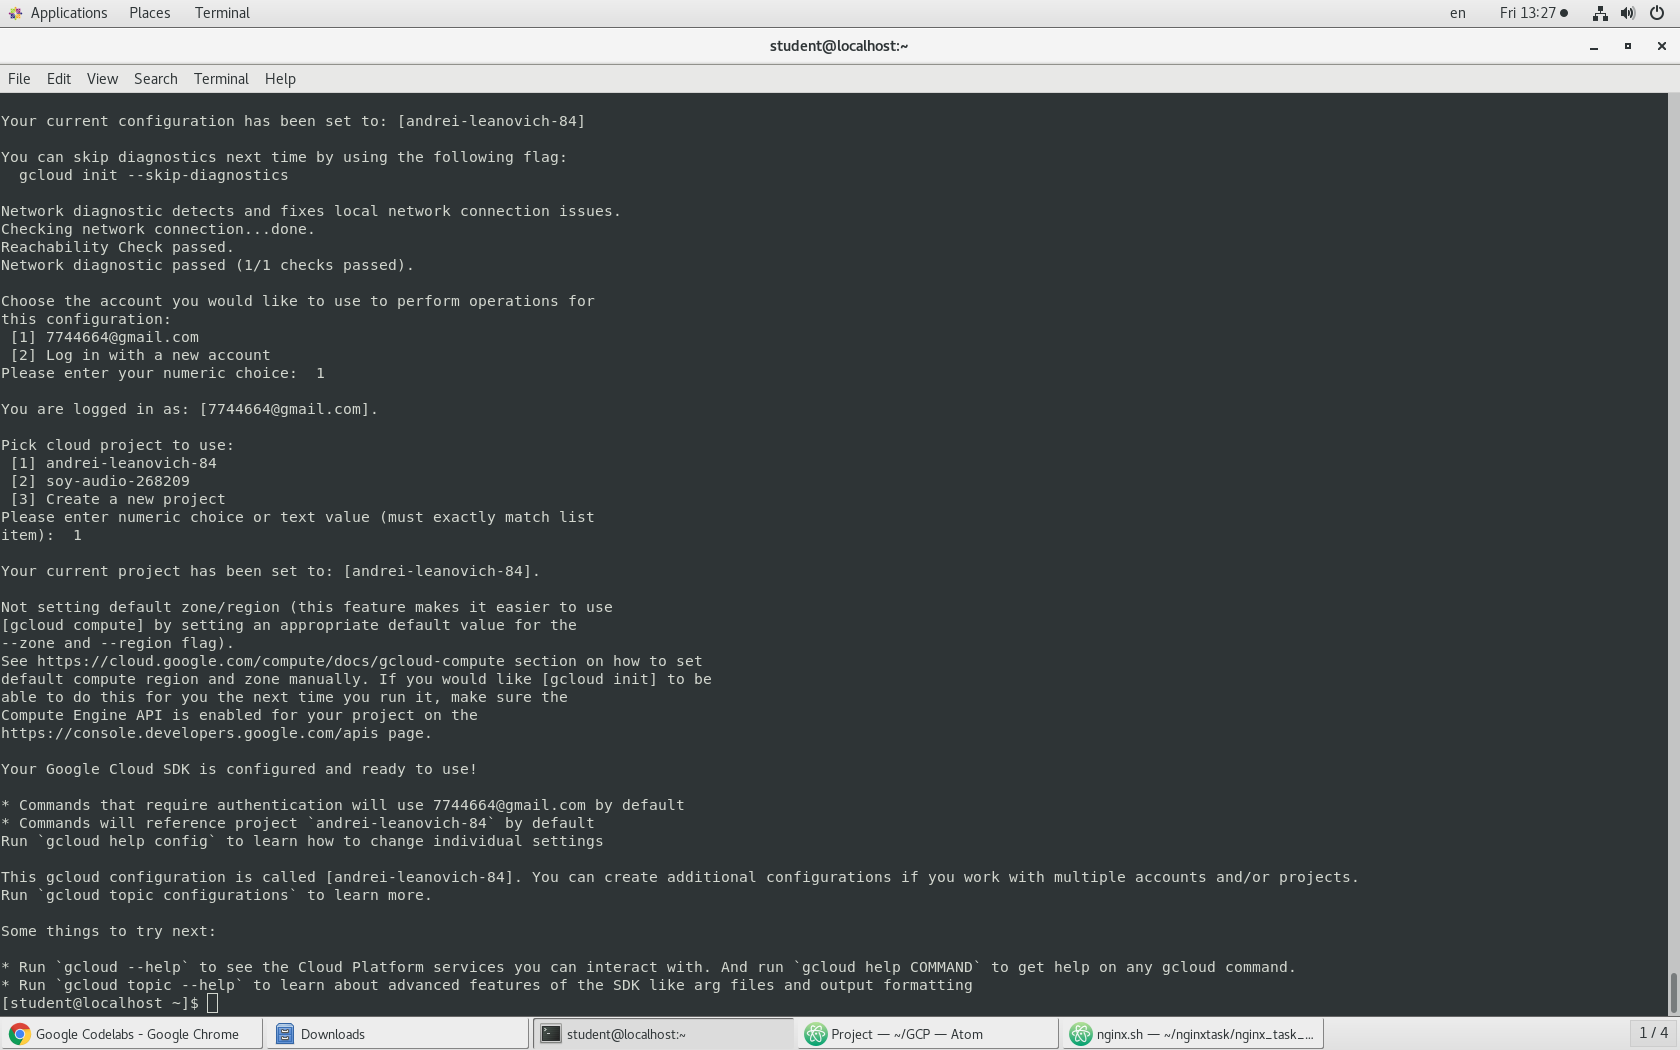 Applications Places Terminal en Fri 13:27
student@localhost:~
File Edit View Search Terminal Help
Your current configuration has been set to: [andrei-leanovich-84]
You can skip diagnostics next time by using the following flag:
gcloud init --skip-diagnostics
Network diagnostic detects and fixes local network connection issues.
Checking network connection...done.
Reachability Check passed.
Network diagnostic passed (1/1 checks passed).
Choose the account you would like to use to perform operations for
this configuration:
[1] 7744664@gmail.com
[2] Log in with a new account
Please enter your numeric choice:  1
You are logged in as: [7744664@gmail.com].
Pick cloud project to use:
[1] andrei-leanovich-84
[2] soy-audio-268209
[3] Create a new project
Please enter numeric choice or text value (must exactly match list
item):  1
Your current project has been set to: [andrei-leanovich-84].
Not setting default zone/region (this feature makes it easier to use
[gcloud compute] by setting an appropriate default value for the
--zone and --region flag).
See https://cloud.google.com/compute/docs/gcloud-compute section on how to set
default compute region and zone manually. If you would like [gcloud init] to be
able to do this for you the next time you run it, make sure the
Compute Engine API is enabled for your project on the
https://console.developers.google.com/apis page.
Your Google Cloud SDK is configured and ready to use!
* Commands that require authentication will use 7744664@gmail.com by default
* Commands will reference project `andrei-leanovich-84` by default
Run `gcloud help config` to learn how to change individual settings
This gcloud configuration is called [andrei-leanovich-84]. You can create additional configurations if you work with multiple accounts and/or projects.
Run `gcloud topic configurations` to learn more.
Some things to try next:
* Run `gcloud --help` to see the Cloud Platform services you can interact with. And run `gcloud help COMMAND` to get help on any gcloud command.
* Run `gcloud topic --help` to learn about advanced features of the SDK like arg files and output formatting
[student@localhost ~]$
Google Codelabs - Google Chrome Downloads student@localhost:~ Project — ~/GCP — Atom nginx.sh — ~/nginxtask/nginx_task_... 1 / 4